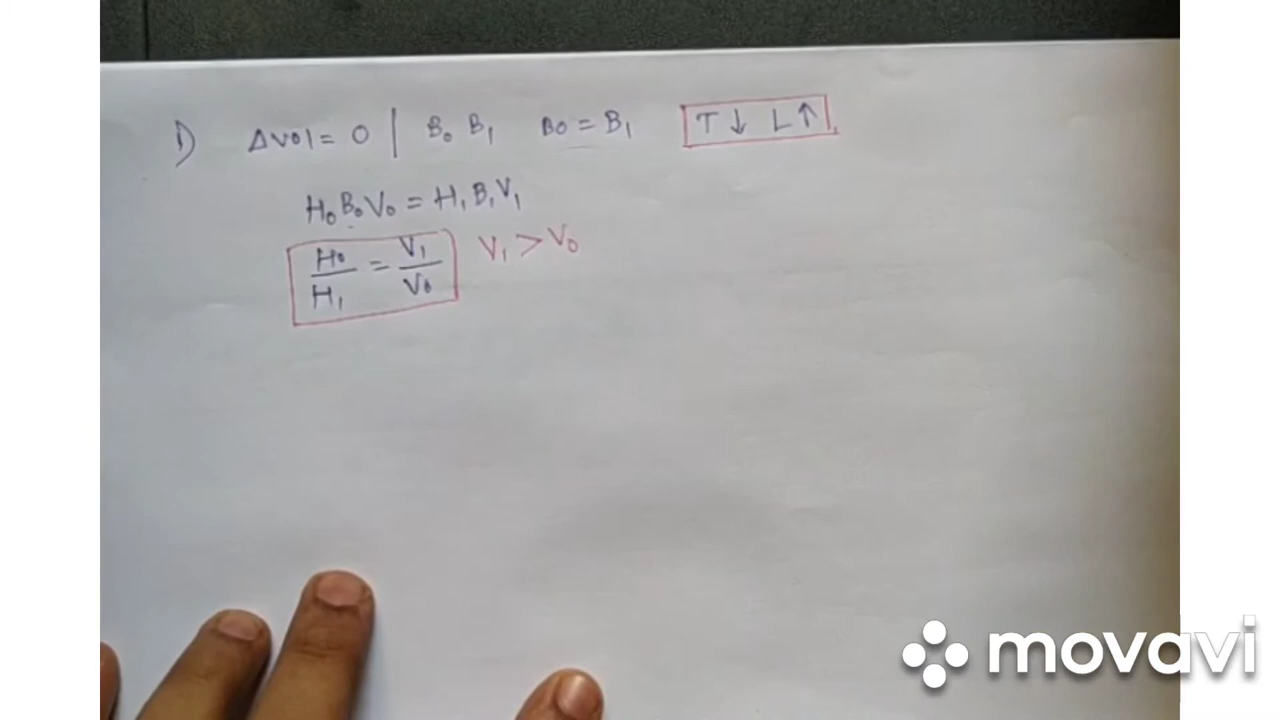 1) ΔVol = 0 | B₀ B₁ B₀ = B₁ T↓ L↑
H₀B₀V₀ = H₁B₁V₁
H₀/H₁ = V₁/V₀ V₁ > V₀
movavi